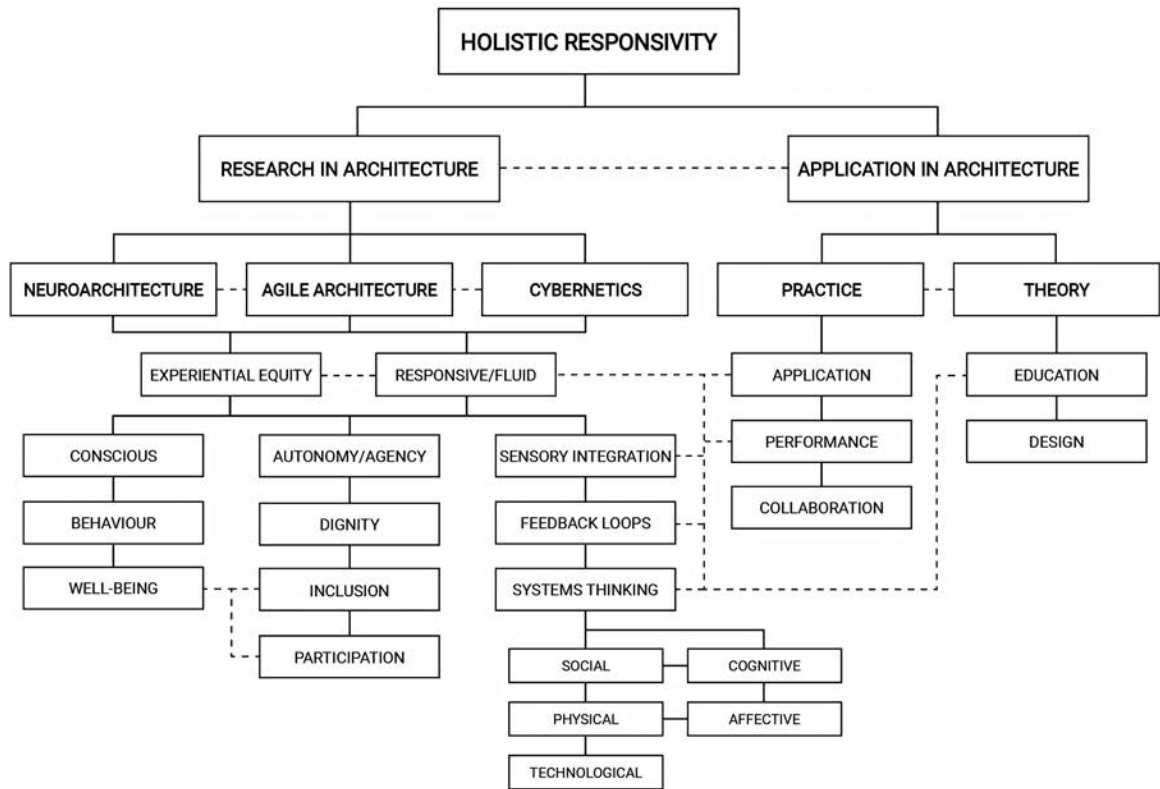 HOLISTIC RESPONSIVITY
RESEARCH IN ARCHITECTURE
APPLICATION IN ARCHITECTURE
NEUROARCHITECTURE
AGILE ARCHITECTURE
CYBERNETICS
PRACTICE
THEORY
EXPERIENTIAL EQUITY
RESPONSIVE/FLUID
APPLICATION
EDUCATION
CONSCIOUS
AUTONOMY/AGENCY
SENSORY INTEGRATION
PERFORMANCE
DESIGN
BEHAVIOUR
DIGNITY
FEEDBACK LOOPS
COLLABORATION
WELL-BEING
INCLUSION
SYSTEMS THINKING
PARTICIPATION
SOCIAL
COGNITIVE
PHYSICAL
AFFECTIVE
TECHNOLOGICAL